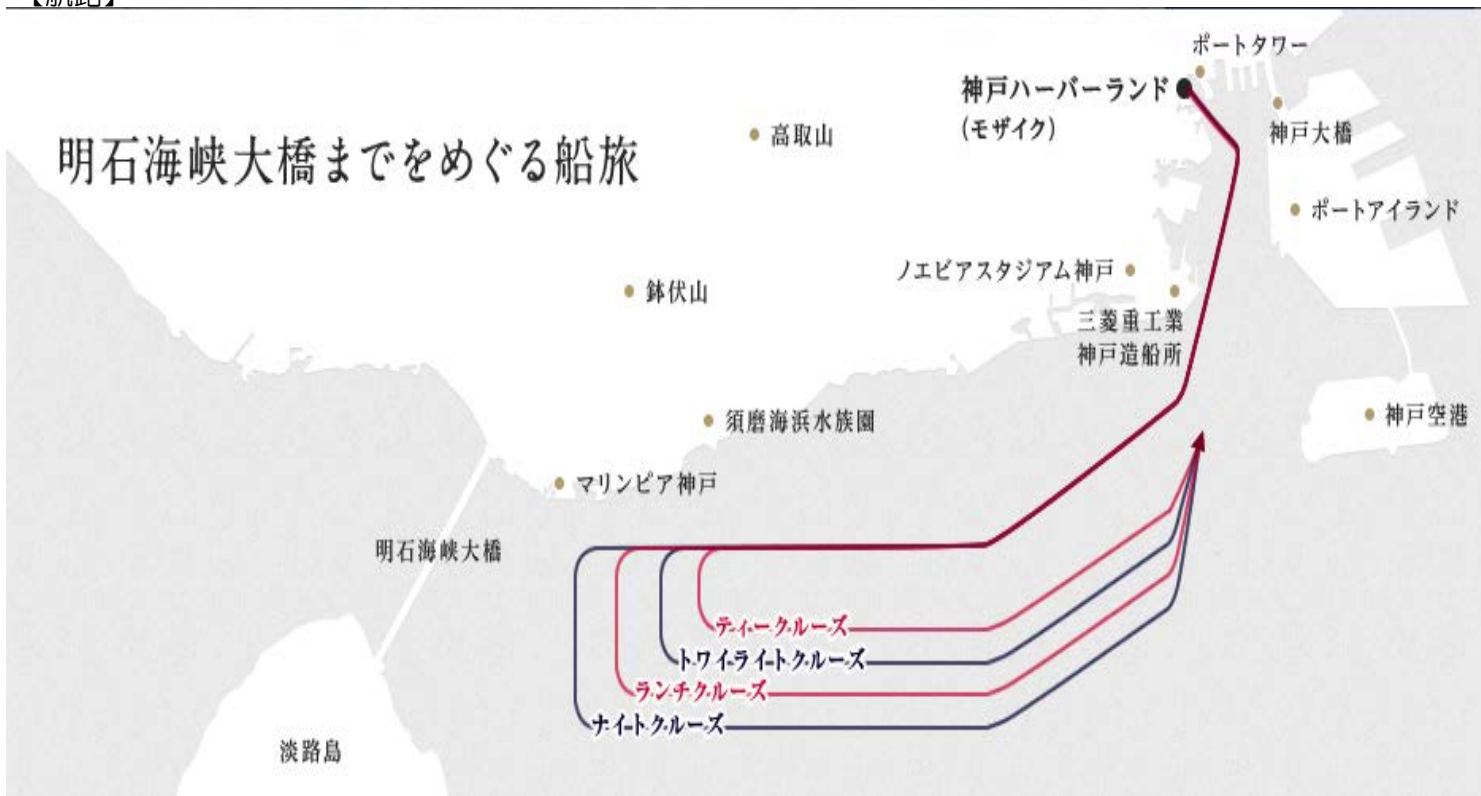 【航路】
ポートタワー
神戸ハーバーランド
(モザイク)
神戸大橋
高取山
明石海峡大橋までをめぐる船旅
ポートアイランド
ノエビアスタジアム神戸
鉢伏山
三菱重工業
神戸造船所
須磨海浜水族園
神戸空港
マリンピア神戸
明石海峡大橋
ティークルーズ
トワイライトクルーズ
ランチクルーズ
ナイトクルーズ
淡路島